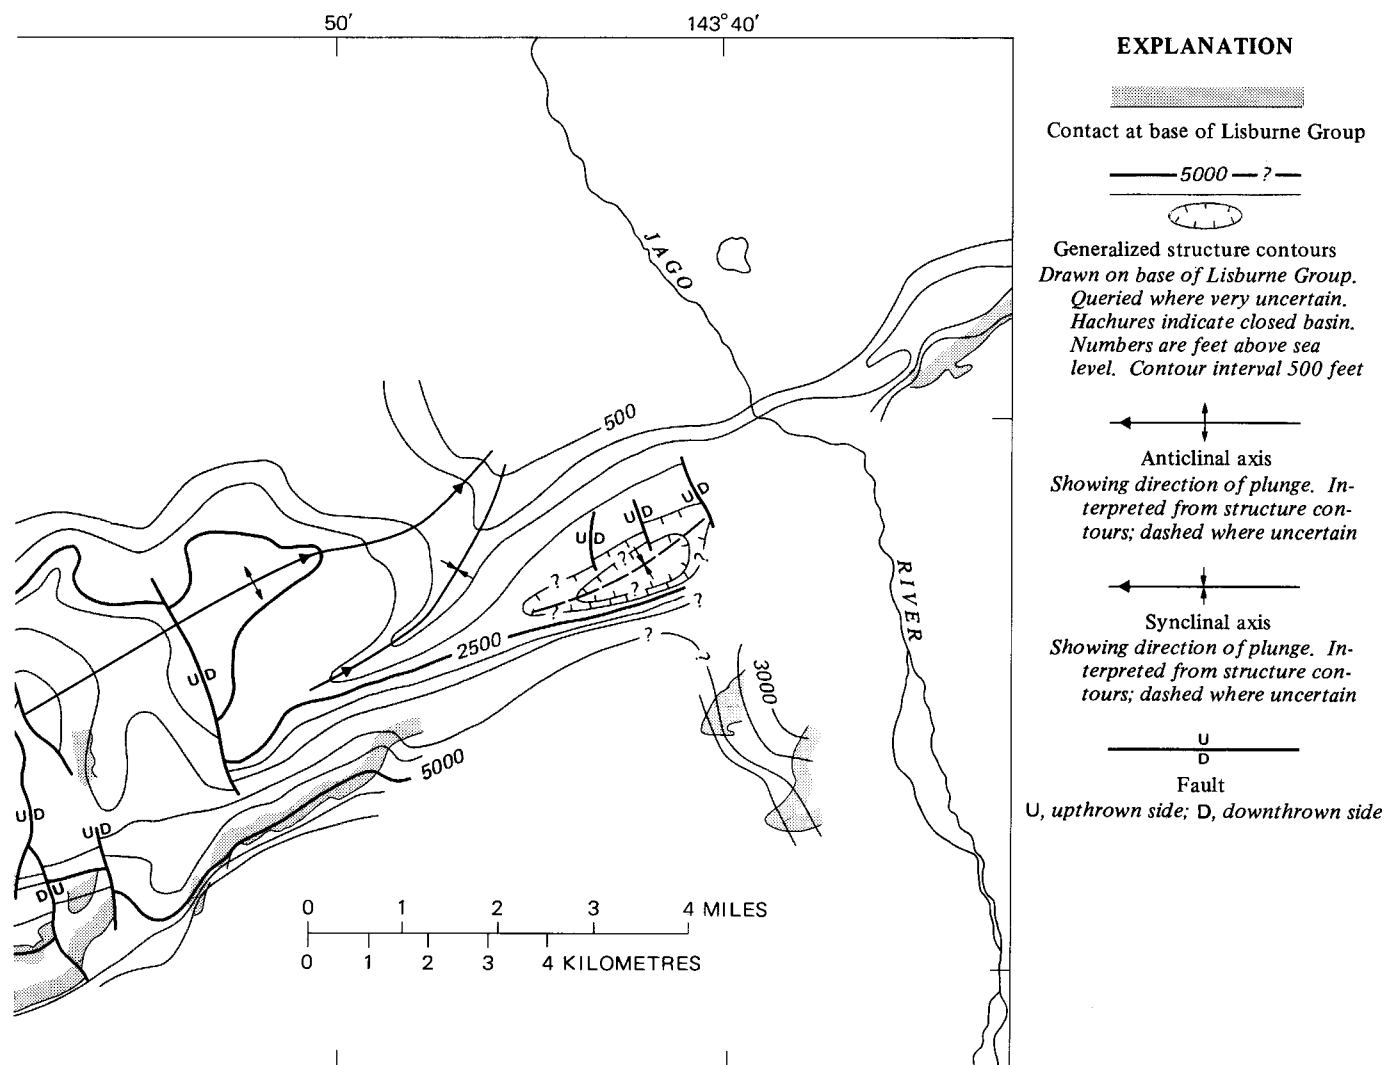 50′
143°40′
JAGO
500
U D
U D
U D
?
?
?
?
?
?
?
?
?
2500
3000
RIVER
U D
5000
U D
U D
D U
0 1 2 3 4 MILES
0 1 2 3 4 KILOMETRES
EXPLANATION
Contact at base of Lisburne Group
5000 — ? —
Generalized structure contours
Drawn on base of Lisburne Group.
Queried where very uncertain.
Hachures indicate closed basin.
Numbers are feet above sea
level. Contour interval 500 feet
Anticlinal axis
Showing direction of plunge. In-
terpreted from structure con-
tours; dashed where uncertain
Synclinal axis
Showing direction of plunge. In-
terpreted from structure con-
tours; dashed where uncertain
U
D
Fault
U, upthrown side; D, downthrown side